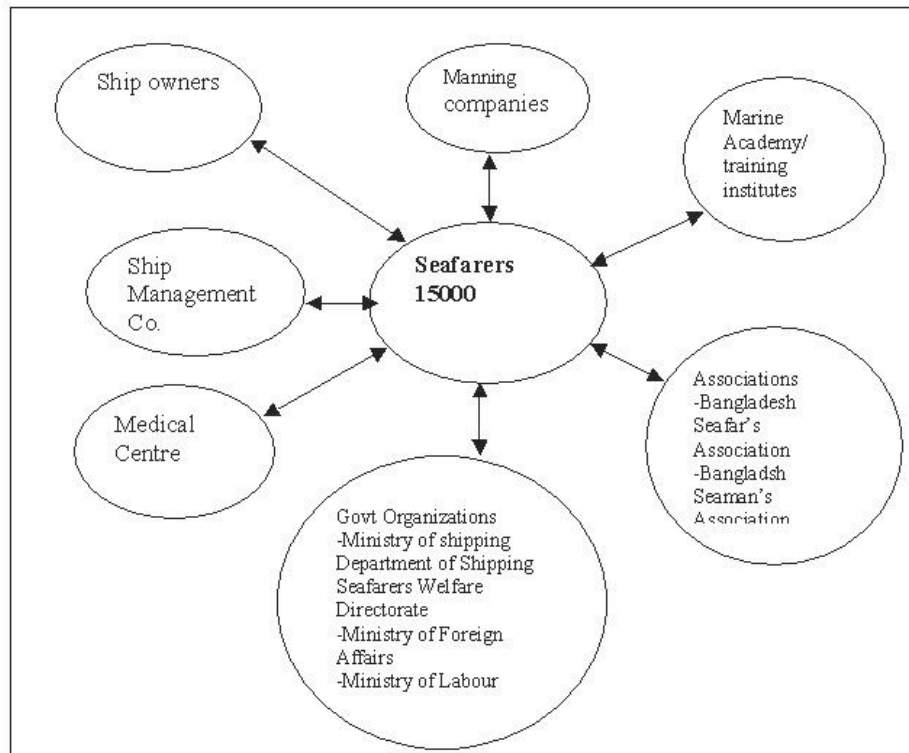 Ship owners
Manning
companies
Marine
Academy/
training
institutes
Seafarers
15000
Ship
Management
Co.
Medical
Centre
Associations
-Bangladesh
Seafar’s
Association
-Bangladsh
Seaman’s
Association
Govt Organizations
-Ministry of shipping
Department of Shipping
Seafarers Welfare
Directorate
-Ministry of Foreign
Affairs
-Ministry of Labour